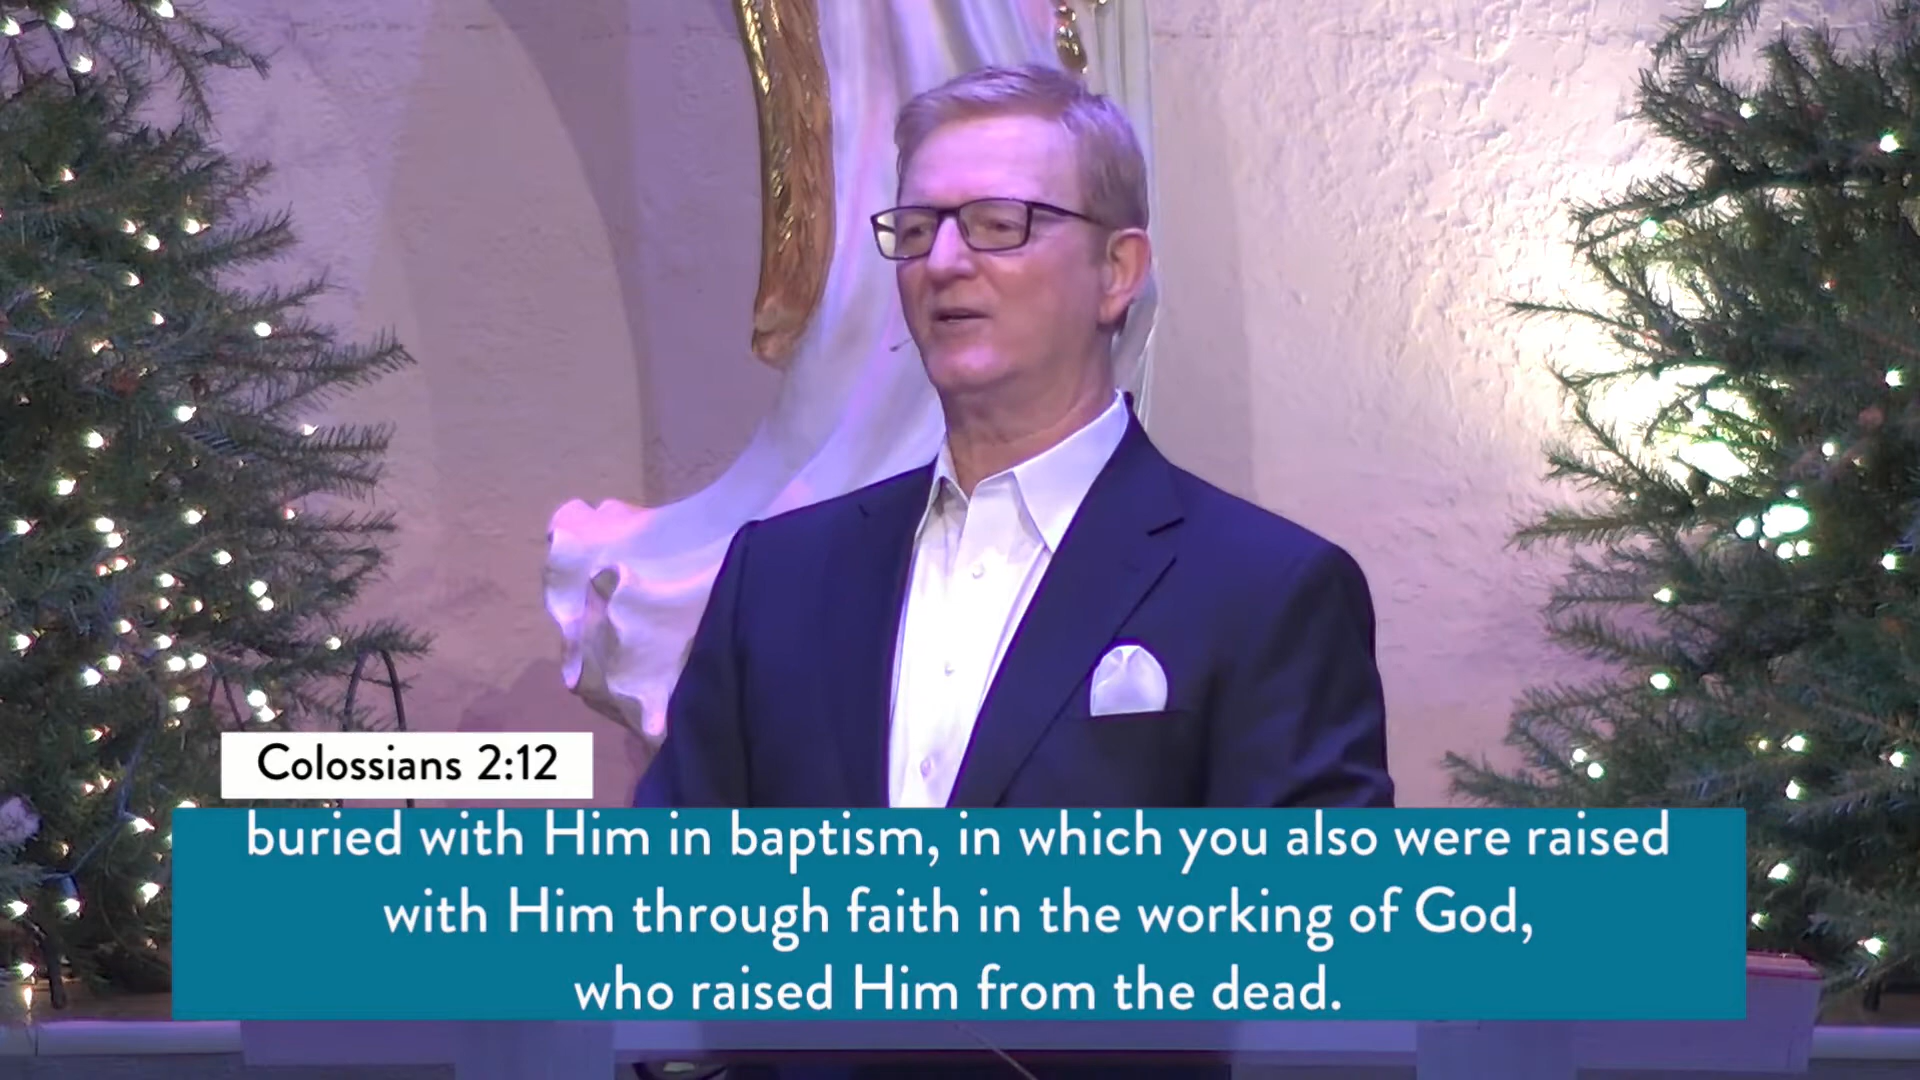 Colossians 2:12
buried with Him in baptism, in which you also were raised
with Him through faith in the working of God,
who raised Him from the dead.